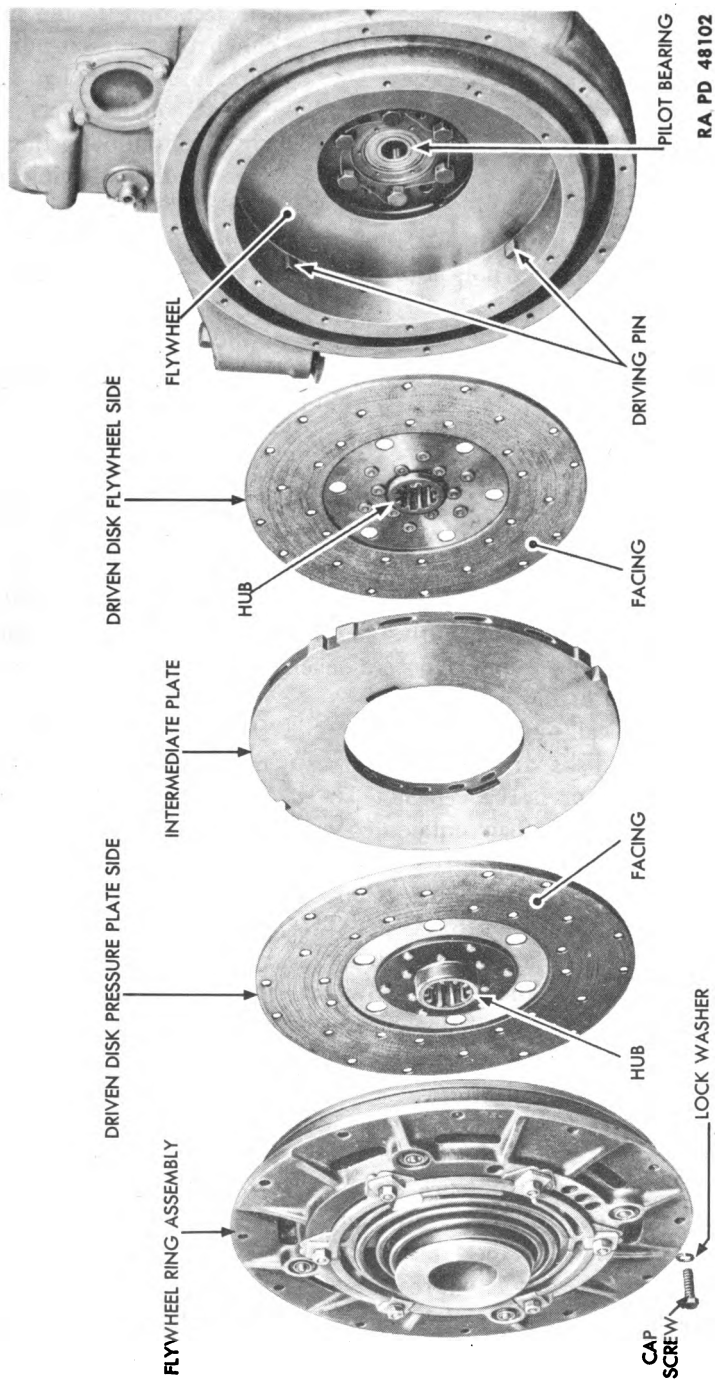 FLYWHEEL RING ASSEMBLY
DRIVEN DISK PRESSURE PLATE SIDE
INTERMEDIATE PLATE
DRIVEN DISK FLYWHEEL SIDE
FLYWHEEL
HUB
CAP
SCREW
LOCK WASHER
HUB
FACING
FACING
DRIVING PIN
PILOT BEARING
RA PD 48102